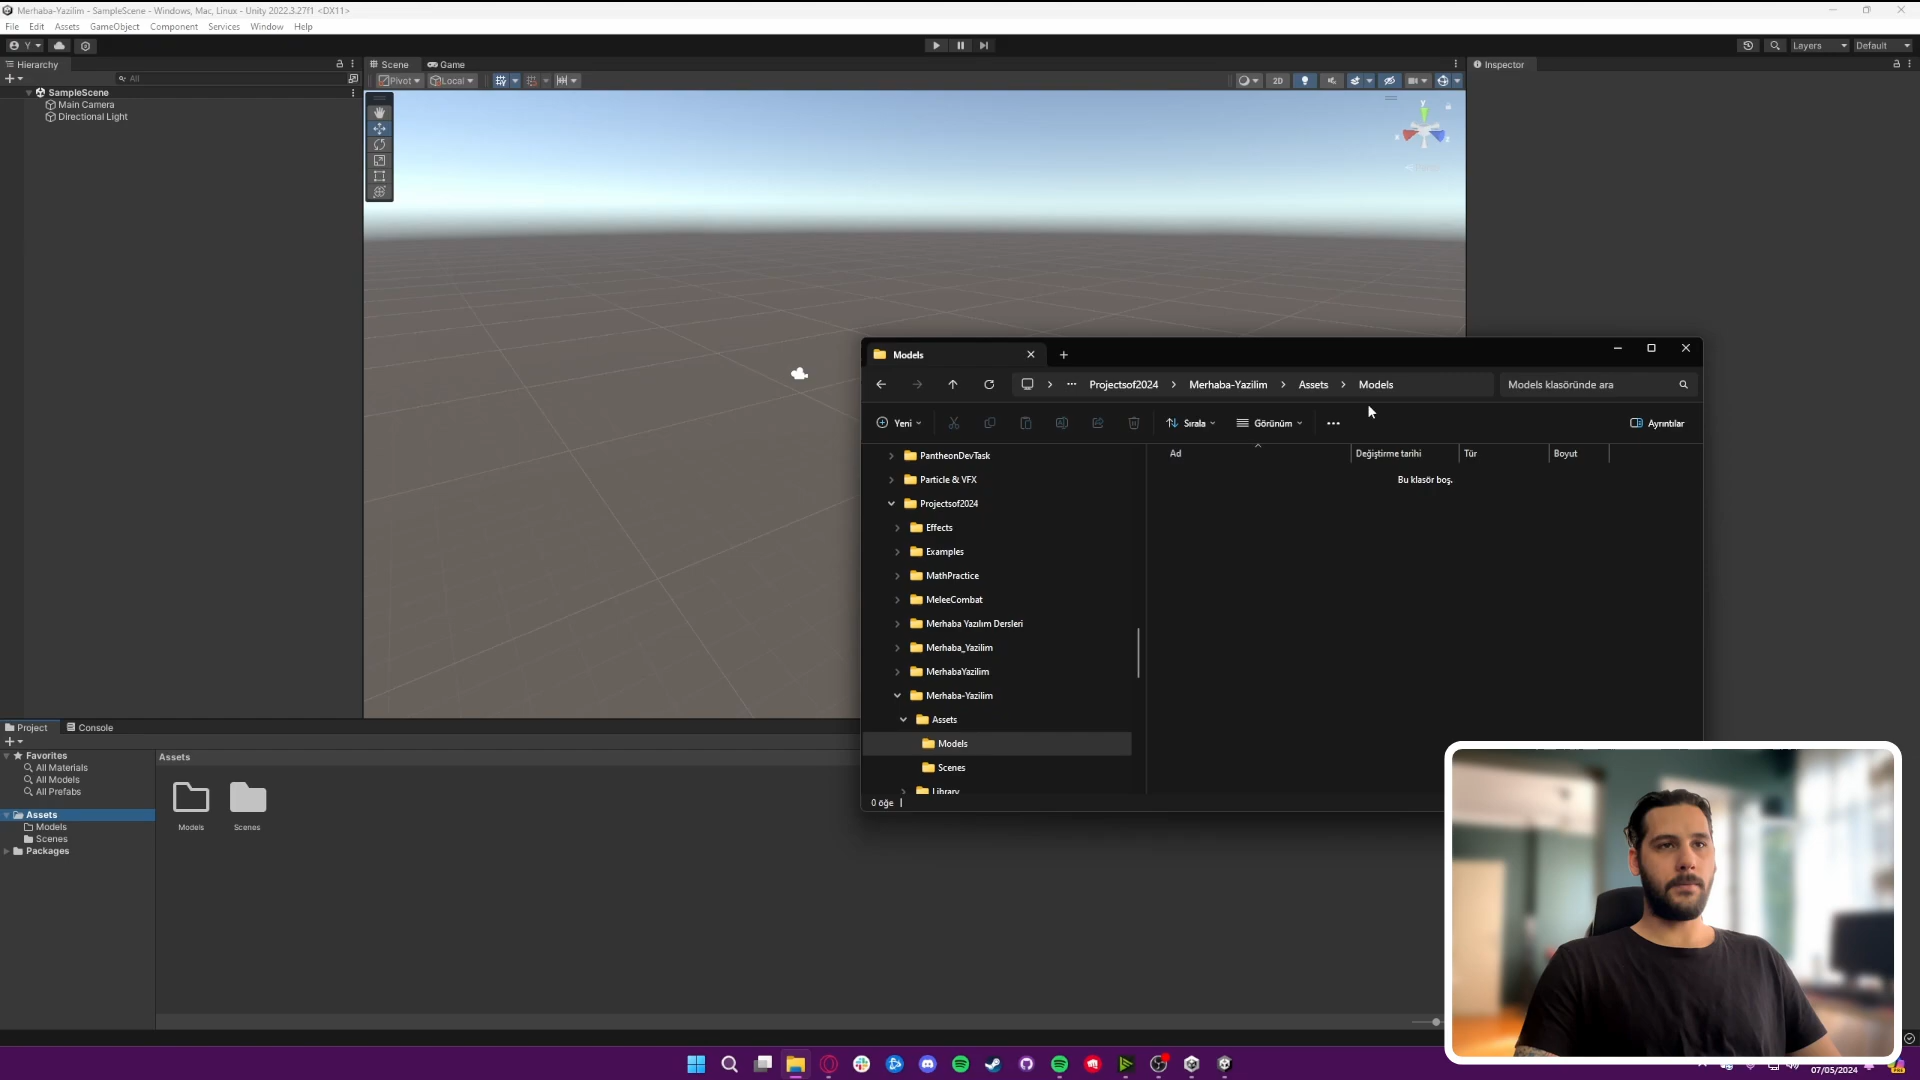 Merhaba-Yazilim - SampleScene - Windows, Mac, Linux - Unity 2022.3.27f1 <DX11>
File Edit Assets GameObject Component Services Window Help
Y
Layers Default
Hierarchy
All
SampleScene
Main Camera
Directional Light
Scene Game
Pivot Local
2D
y
x
z
Inspector
Models
Projectsof2024 > Merhaba-Yazilim > Assets > Models
Models klasöründe ara
Yeni
Sırala
Görünüm
Ayrıntılar
PantheonDevTask
Particle & VFX
Projectsof2024
Effects
Examples
MathPractice
MeleeCombat
Merhaba Yazılım Dersleri
Merhaba_Yazilim
MerhabaYazilim
Merhaba-Yazilim
Assets
Models
Scenes
Library
0 öğe
Ad Değiştirme tarihi Tür Boyut
Bu klasör boş.
Project Console
Favorites
All Materials
All Models
All Prefabs
Assets
Models
Scenes
Packages
Assets
Models Scenes
07/05/2024